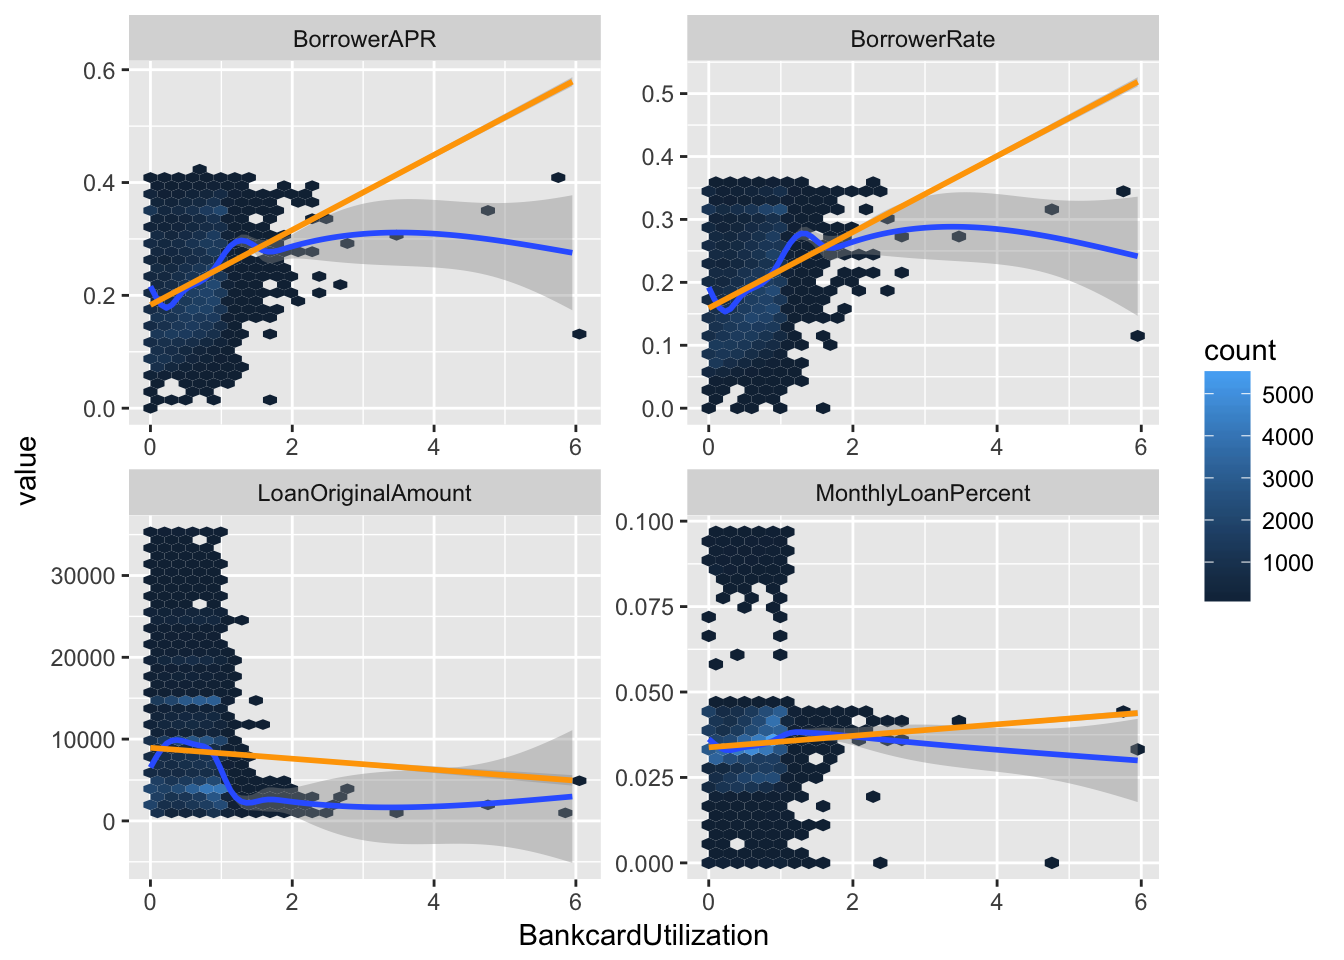 BorrowerAPR
BorrowerRate
0.6
0.4
0.2
0.0
0.5
0.4
0.3
0.2
0.1
0.0
0 2 4 6
0 2 4 6
LoanOriginalAmount
MonthlyLoanPercent
30000
20000
10000
0
0.100
0.075
0.050
0.025
0.000
0 2 4 6
0 2 4 6
value
BankcardUtilization
count
5000
4000
3000
2000
1000